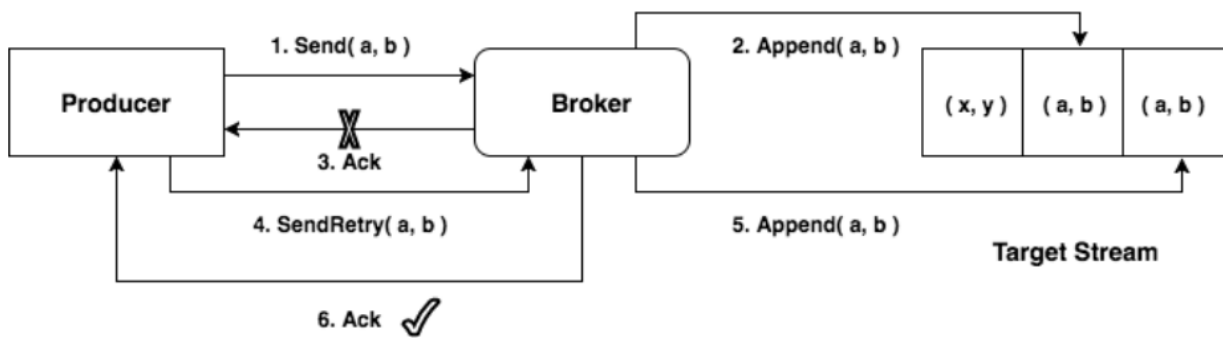 1. Send( a, b )
2. Append( a, b )
Producer
Broker
( x, y )
( a, b )
( a, b )
3. Ack
4. SendRetry( a, b )
5. Append( a, b )
Target Stream
6. Ack